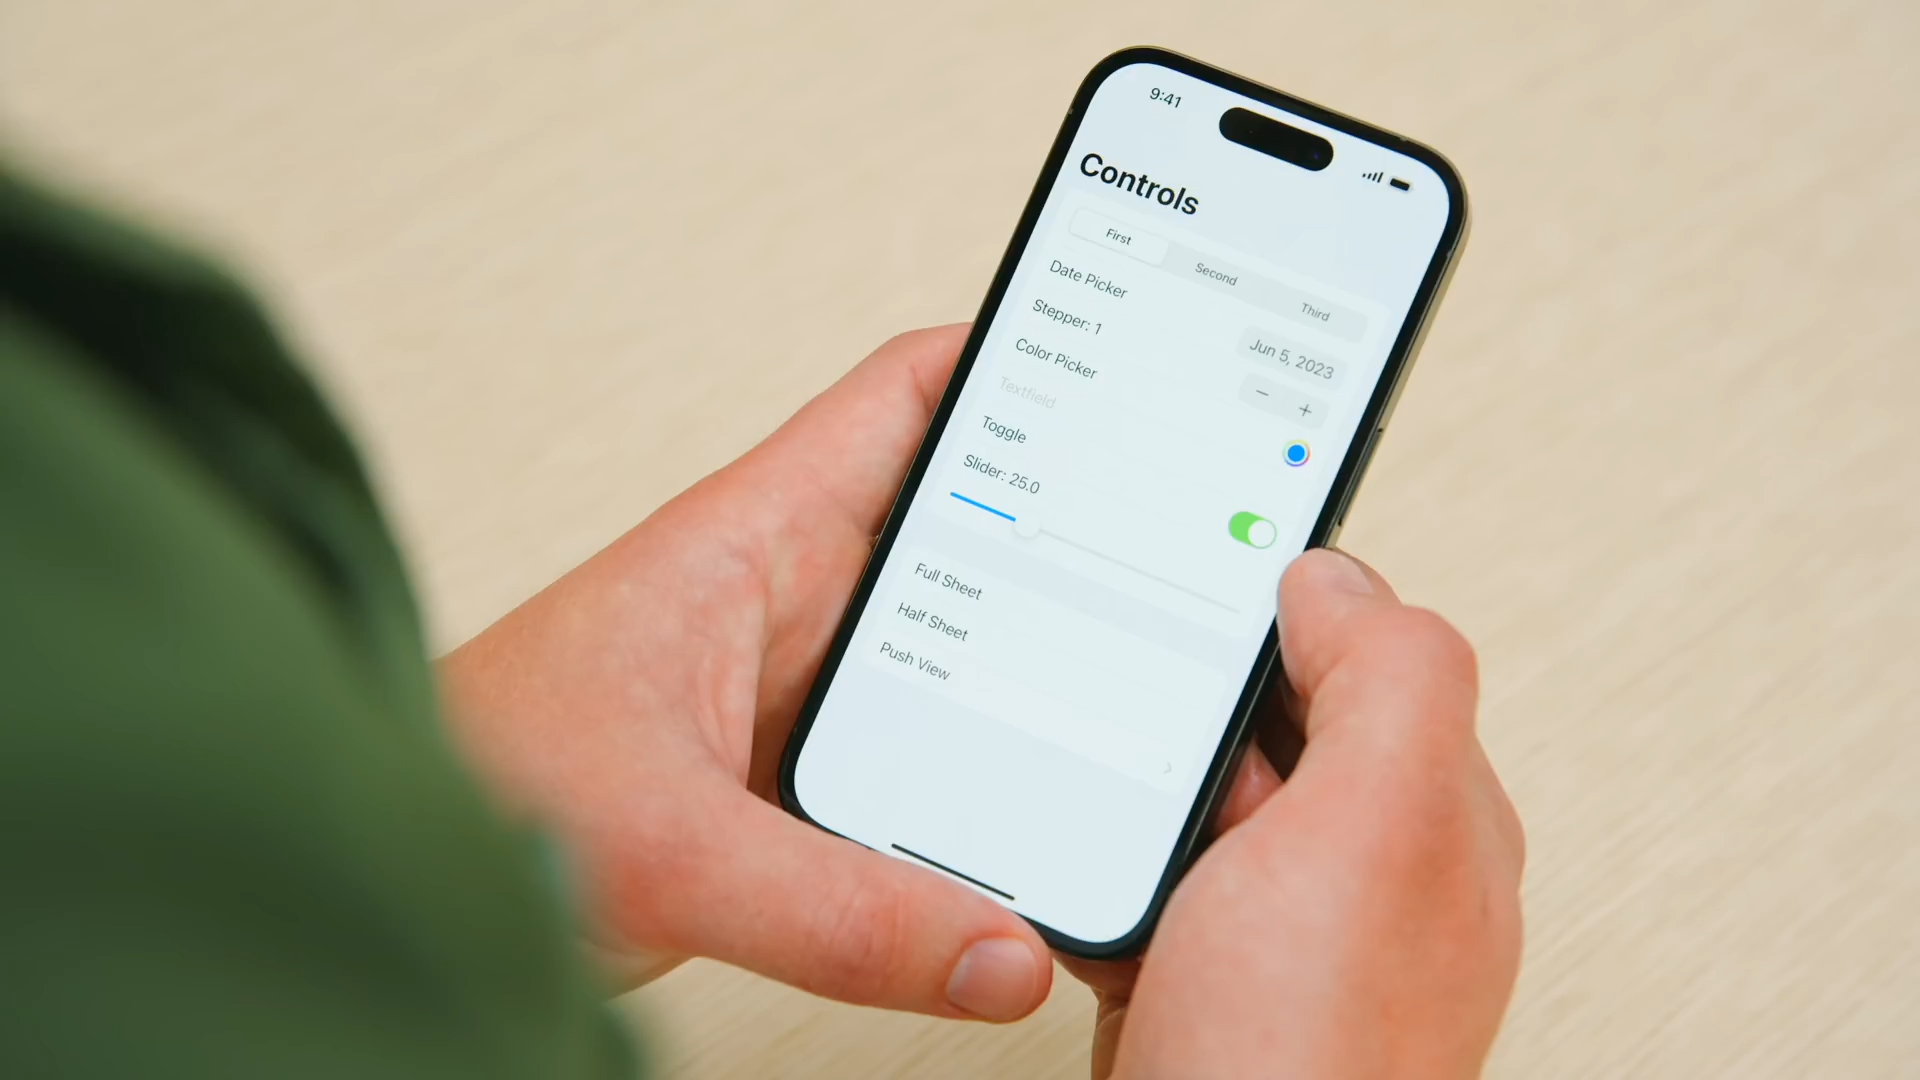 9:41
Controls
First Second Third
Date Picker Jun 5, 2023
Stepper: 1 − +
Color Picker
Textfield
Toggle
Slider: 25.0
Full Sheet
Half Sheet
Push View